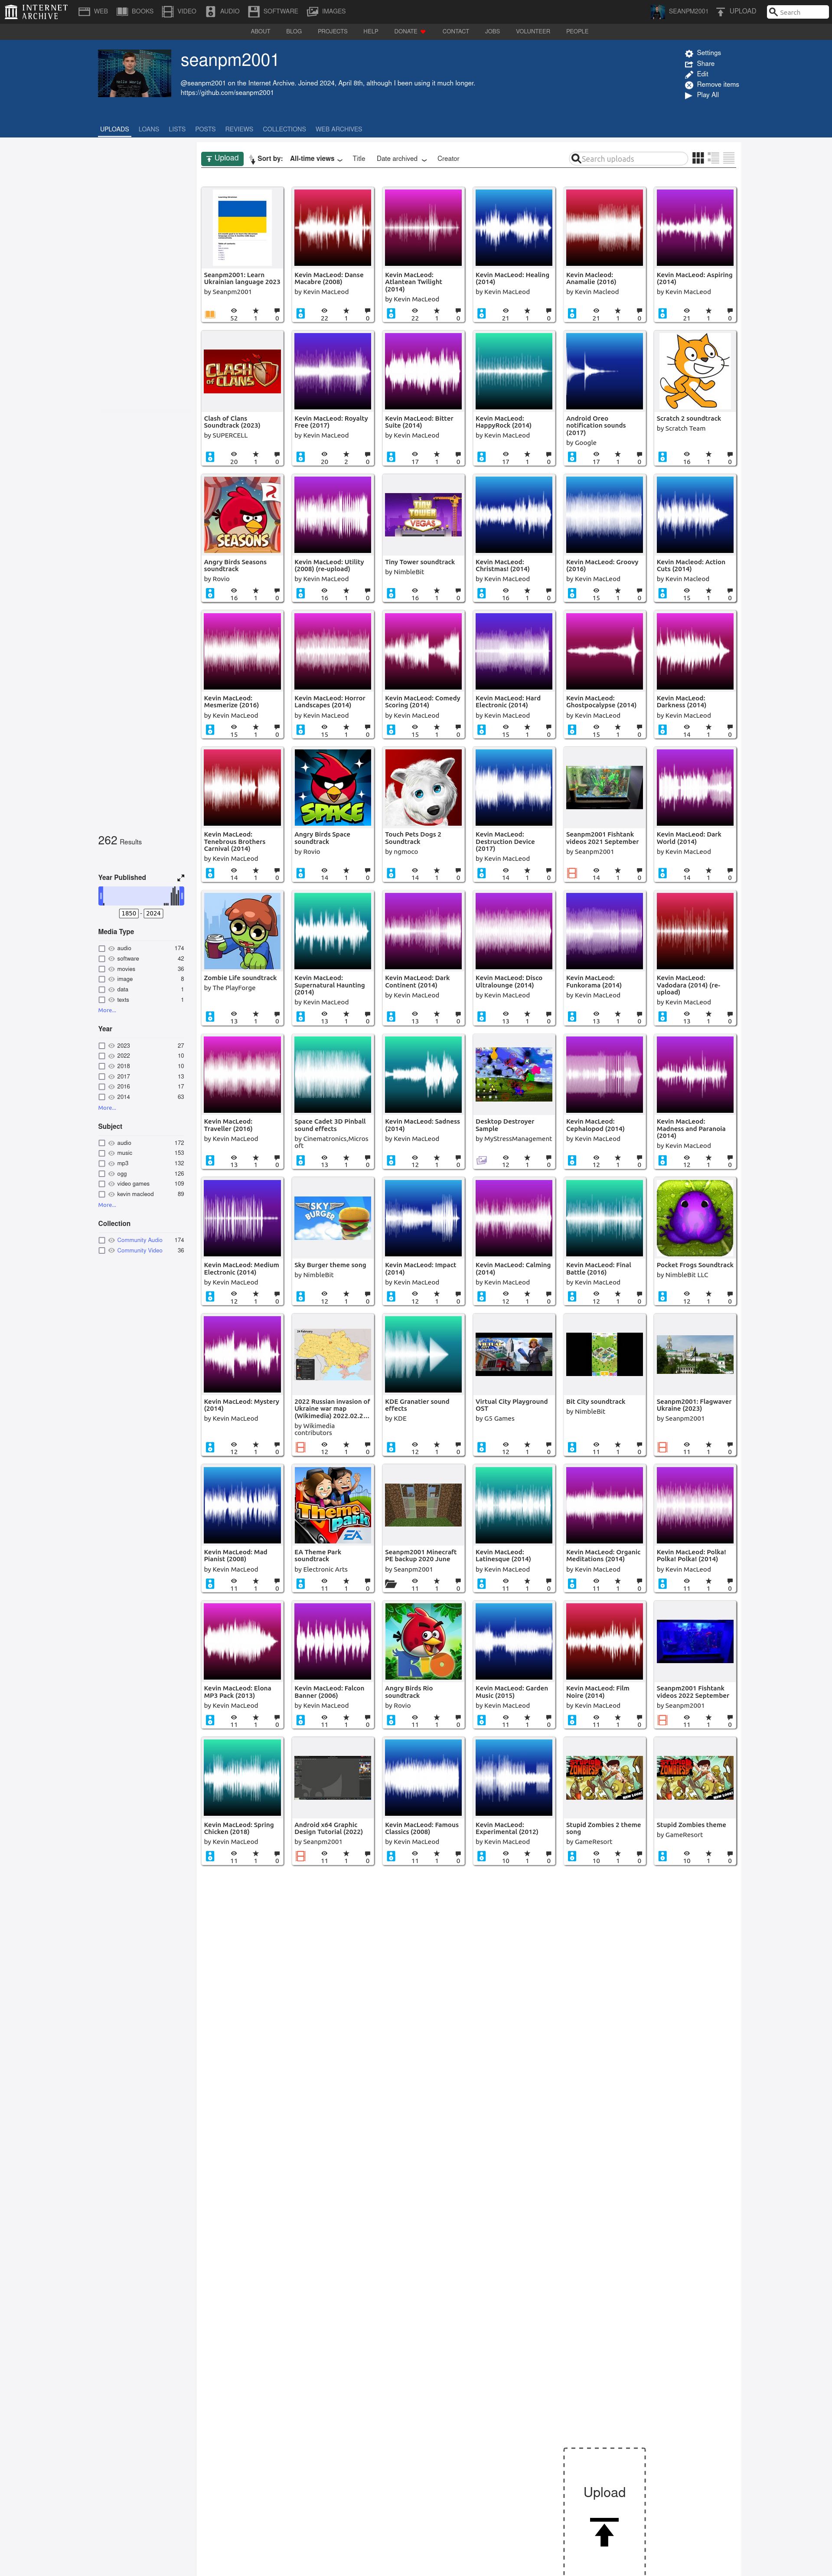 INTERNET ARCHIVE
WEB BOOKS VIDEO AUDIO SOFTWARE IMAGES SEANPM2001 UPLOAD Search
ABOUT BLOG PROJECTS HELP DONATE CONTACT JOBS VOLUNTEER PEOPLE
seanpm2001
@seanpm2001 on the Internet Archive. Joined 2024, April 8th, although I been using it much longer.
https://github.com/seanpm2001
Settings
Share
Edit
Remove items
Play All
UPLOADS LOANS LISTS POSTS REVIEWS COLLECTIONS WEB ARCHIVES
Upload Sort by: All-time views Title Date archived Creator Search uploads
262 Results
Year Published
1850 - 2024
Media Type
audio 174
software 42
movies 36
image 8
data 1
texts 1
More...
Year
2023 27
2022 10
2018 10
2017 13
2016 17
2014 63
More...
Subject
audio 172
music 153
mp3 132
ogg 126
video games 109
kevin macleod 89
More...
Collection
Community Audio 174
Community Video 36
Seanpm2001: Learn Ukrainian language 2023
by Seanpm2001
52 1 0
Kevin MacLeod: Danse Macabre (2008)
by Kevin MacLeod
22 1 0
Kevin MacLeod: Atlantean Twilight (2014)
by Kevin MacLeod
22 1 0
Kevin MacLeod: Healing (2014)
by Kevin MacLeod
21 1 0
Kevin Macleod: Anamalie (2016)
by Kevin Macleod
21 1 0
Kevin MacLeod: Aspiring (2014)
by Kevin MacLeod
21 1 0
CLASH OF CLANS
Clash of Clans Soundtrack (2023)
by SUPERCELL
20 1 0
Kevin MacLeod: Royalty Free (2017)
by Kevin MacLeod
20 2 0
Kevin MacLeod: Bitter Suite (2014)
by Kevin MacLeod
17 1 0
Kevin MacLeod: HappyRock (2014)
by Kevin MacLeod
17 1 0
Android Oreo notification sounds (2017)
by Google
17 1 0
Scratch 2 soundtrack
by Scratch Team
16 1 0
SEASONS
Angry Birds Seasons soundtrack
by Rovio
16 1 0
Kevin MacLeod: Utility (2008) (re-upload)
by Kevin MacLeod
16 1 0
TINY TOWER VEGAS
Tiny Tower soundtrack
by NimbleBit
16 1 0
Kevin MacLeod: Christmas! (2014)
by Kevin MacLeod
16 1 0
Kevin MacLeod: Groovy (2016)
by Kevin MacLeod
15 1 0
Kevin Macleod: Action Cuts (2014)
by Kevin Macleod
15 1 0
Kevin MacLeod: Mesmerize (2016)
by Kevin MacLeod
15 1 0
Kevin MacLeod: Horror Landscapes (2014)
by Kevin MacLeod
15 1 0
Kevin MacLeod: Comedy Scoring (2014)
by Kevin MacLeod
15 1 0
Kevin MacLeod: Hard Electronic (2014)
by Kevin MacLeod
15 1 0
Kevin MacLeod: Ghostpocalypse (2014)
by Kevin MacLeod
15 1 0
Kevin MacLeod: Darkness (2014)
by Kevin MacLeod
14 1 0
Kevin MacLeod: Tenebrous Brothers Carnival (2014)
by Kevin MacLeod
14 1 0
SPACE
Angry Birds Space soundtrack
by Rovio
14 1 0
Touch Pets Dogs 2 Soundtrack
by ngmoco
14 1 0
Kevin MacLeod: Destruction Device (2017)
by Kevin MacLeod
14 1 0
Seanpm2001 Fishtank videos 2021 September
by Seanpm2001
14 1 0
Kevin MacLeod: Dark World (2014)
by Kevin MacLeod
14 1 0
Zombie Life soundtrack
by The PlayForge
13 1 0
Kevin MacLeod: Supernatural Haunting (2014)
by Kevin MacLeod
13 1 0
Kevin MacLeod: Dark Continent (2014)
by Kevin MacLeod
13 1 0
Kevin MacLeod: Disco Ultralounge (2014)
by Kevin MacLeod
13 1 0
Kevin MacLeod: Funkorama (2014)
by Kevin MacLeod
13 1 0
Kevin MacLeod: Vadodara (2014) (re-upload)
by Kevin MacLeod
13 1 0
Kevin MacLeod: Traveller (2016)
by Kevin MacLeod
13 1 0
Space Cadet 3D Pinball sound effects
by Cinematronics,Microsoft
13 1 0
Kevin MacLeod: Sadness (2014)
by Kevin MacLeod
12 1 0
Desktop Destroyer Sample
by MyStressManagement
12 1 0
Kevin MacLeod: Cephalopod (2014)
by Kevin MacLeod
12 1 0
Kevin MacLeod: Madness and Paranoia (2014)
by Kevin MacLeod
12 1 0
Kevin MacLeod: Medium Electronic (2014)
by Kevin MacLeod
12 1 0
SKY BURGER
Sky Burger theme song
by NimbleBit
12 1 0
Kevin MacLeod: Impact (2014)
by Kevin MacLeod
12 1 0
Kevin MacLeod: Calming (2014)
by Kevin MacLeod
12 1 0
Kevin MacLeod: Final Battle (2016)
by Kevin MacLeod
12 1 0
Pocket Frogs Soundtrack
by NimbleBit LLC
12 1 0
Kevin MacLeod: Mystery (2014)
by Kevin MacLeod
12 1 0
2022 Russian invasion of Ukraine war map (Wikimedia) 2022.02.2...
by Wikimedia contributors
12 1 0
KDE Granatier sound effects
by KDE
12 1 0
Virtual City Playground OST
by G5 Games
12 1 0
Bit City soundtrack
by NimbleBit
11 1 0
Seanpm2001: Flagwaver Ukraine (2023)
by Seanpm2001
11 1 0
Kevin MacLeod: Mad Pianist (2008)
by Kevin MacLeod
11 1 0
Theme Park EA
EA Theme Park soundtrack
by Electronic Arts
11 1 0
Seanpm2001 Minecraft PE backup 2020 June
by Seanpm2001
11 1 0
Kevin MacLeod: Latinesque (2014)
by Kevin MacLeod
11 1 0
Kevin MacLeod: Organic Meditations (2014)
by Kevin MacLeod
11 1 0
Kevin MacLeod: Polka! Polka! Polka! (2014)
by Kevin MacLeod
11 1 0
Kevin MacLeod: Elona MP3 Pack (2013)
by Kevin MacLeod
11 1 0
Kevin MacLeod: Falcon Banner (2006)
by Kevin MacLeod
11 1 0
RIO
Angry Birds Rio soundtrack
by Rovio
11 1 0
Kevin MacLeod: Garden Music (2015)
by Kevin MacLeod
11 1 0
Kevin MacLeod: Film Noire (2014)
by Kevin MacLeod
11 1 0
Seanpm2001 Fishtank videos 2022 September
by Seanpm2001
11 1 0
Kevin MacLeod: Spring Chicken (2018)
by Kevin MacLeod
11 1 0
Android x64 Graphic Design Tutorial (2022)
by Seanpm2001
11 1 0
Kevin MacLeod: Famous Classics (2008)
by Kevin MacLeod
11 1 0
Kevin MacLeod: Experimental (2012)
by Kevin MacLeod
10 1 0
STUPID ZOMBIES
Stupid Zombies 2 theme song
by GameResort
10 1 0
STUPID ZOMBIES
Stupid Zombies theme
by GameResort
10 1 0
Upload